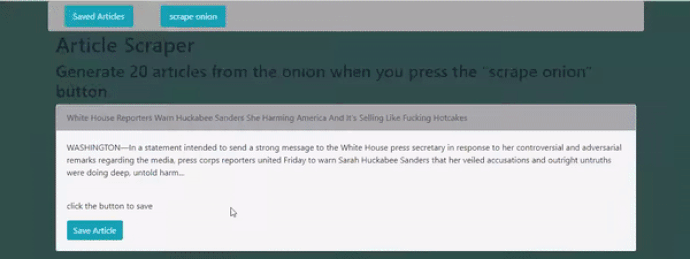 Saved Articles scrape onion
Article Scraper
Generate 20 articles from the onion when you press the "scrape onion"
button
White House Reporters Warn Huckabee Sanders She Harming America And It's Selling Like Fucking Hotcakes
WASHINGTON—In a statement intended to send a strong message to the White House press secretary in response to her controversial and adversarial
remarks regarding the media, press corps reporters united Friday to warn Sarah Huckabee Sanders that her veiled accusations and outright untruths
were doing deep, untold harm...
click the button to save
Save Article